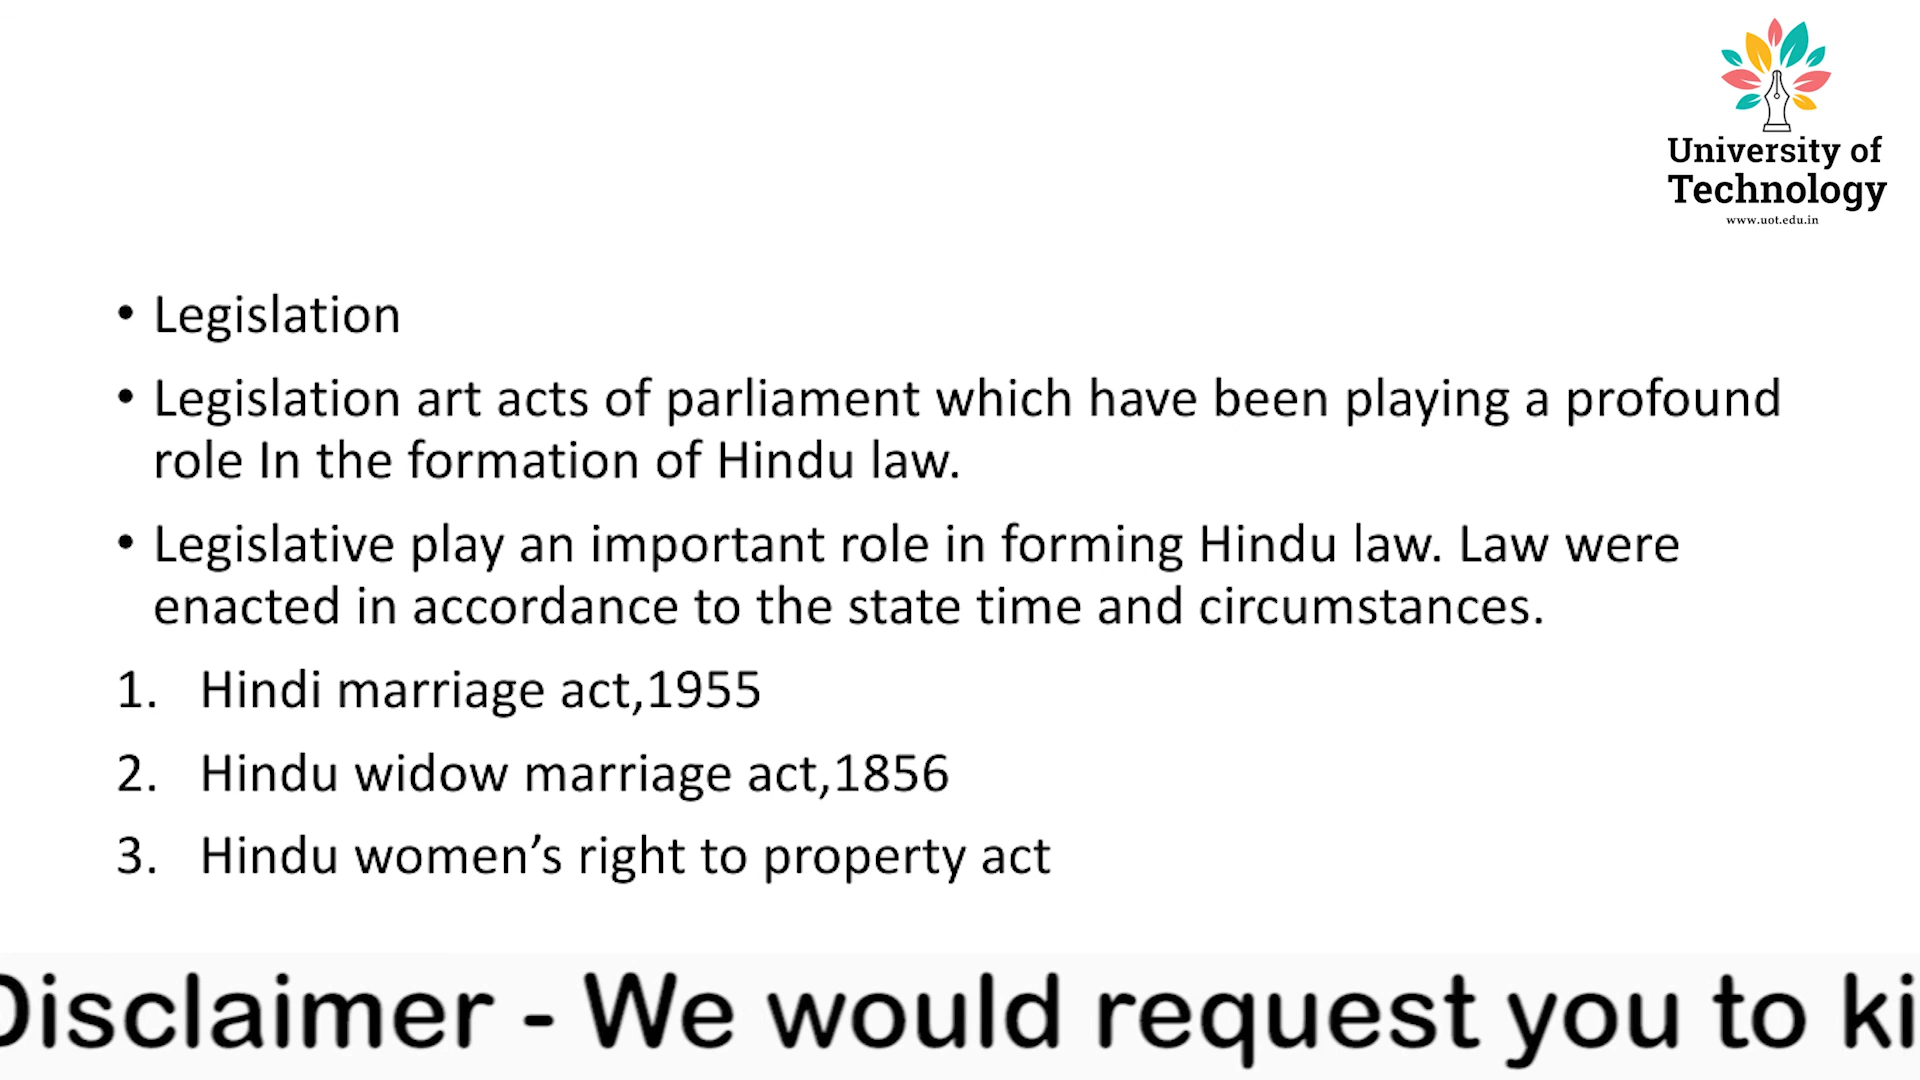 University of
Technology
www.uot.edu.in
• Legislation
• Legislation art acts of parliament which have been playing a profound
role In the formation of Hindu law.
• Legislative play an important role in forming Hindu law. Law were
enacted in accordance to the state time and circumstances.
1. Hindi marriage act,1955
2. Hindu widow marriage act,1856
3. Hindu women’s right to property act
Disclaimer - We would request you to ki